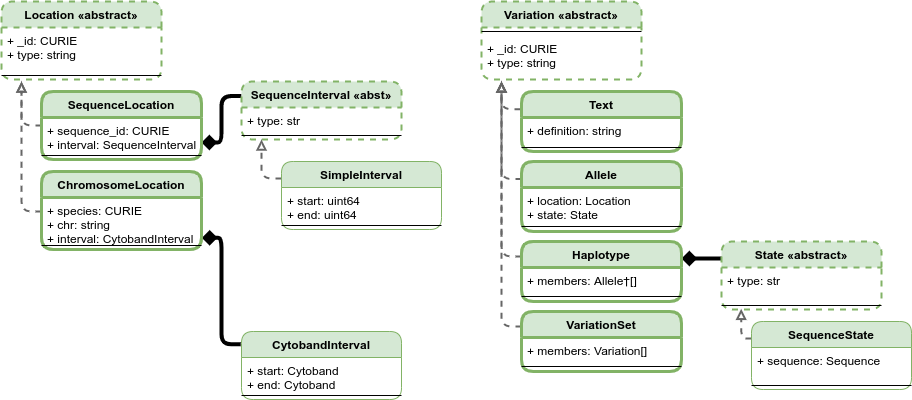 Location «abstract»
+ _id: CURIE
+ type: string
SequenceLocation
+ sequence_id: CURIE
+ interval: SequenceInterval
ChromosomeLocation
+ species: CURIE
+ chr: string
+ interval: CytobandInterval
SequenceInterval «abst»
+ type: str
SimpleInterval
+ start: uint64
+ end: uint64
CytobandInterval
+ start: Cytoband
+ end: Cytoband
Variation «abstract»
+ _id: CURIE
+ type: string
Text
+ definition: string
Allele
+ location: Location
+ state: State
Haplotype
+ members: Allele†[]
VariationSet
+ members: Variation[]
State «abstract»
+ type: str
SequenceState
+ sequence: Sequence